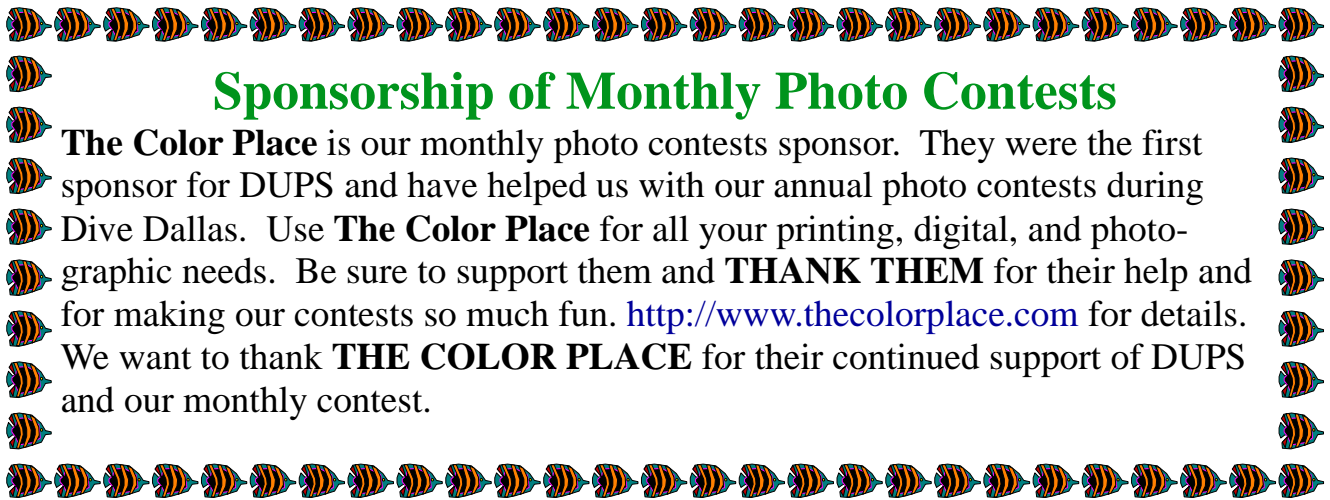 Sponsorship of Monthly Photo Contests
The Color Place is our monthly photo contests sponsor.  They were the first
sponsor for DUPS and have helped us with our annual photo contests during
Dive Dallas.  Use The Color Place for all your printing, digital, and photo-
graphic needs.  Be sure to support them and THANK THEM for their help and
for making our contests so much fun. http://www.thecolorplace.com for details.
We want to thank THE COLOR PLACE for their continued support of DUPS
and our monthly contest.